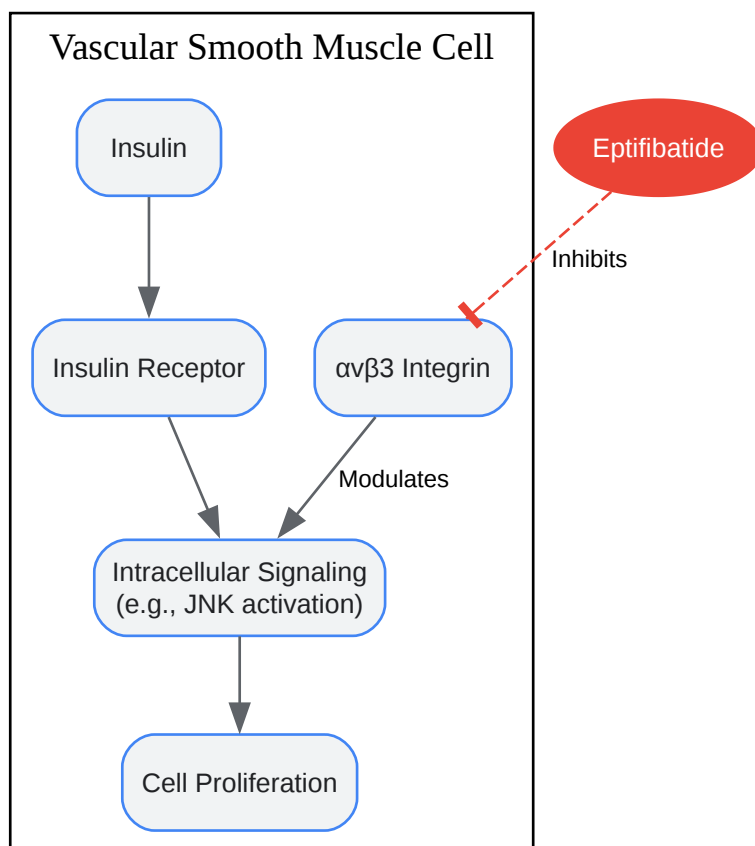 Vascular Smooth Muscle Cell
Insulin
Eptifibatide
Inhibits
Insulin Receptor
αvβ3 Integrin
Modulates
Intracellular Signaling
(e.g., JNK activation)
Cell Proliferation